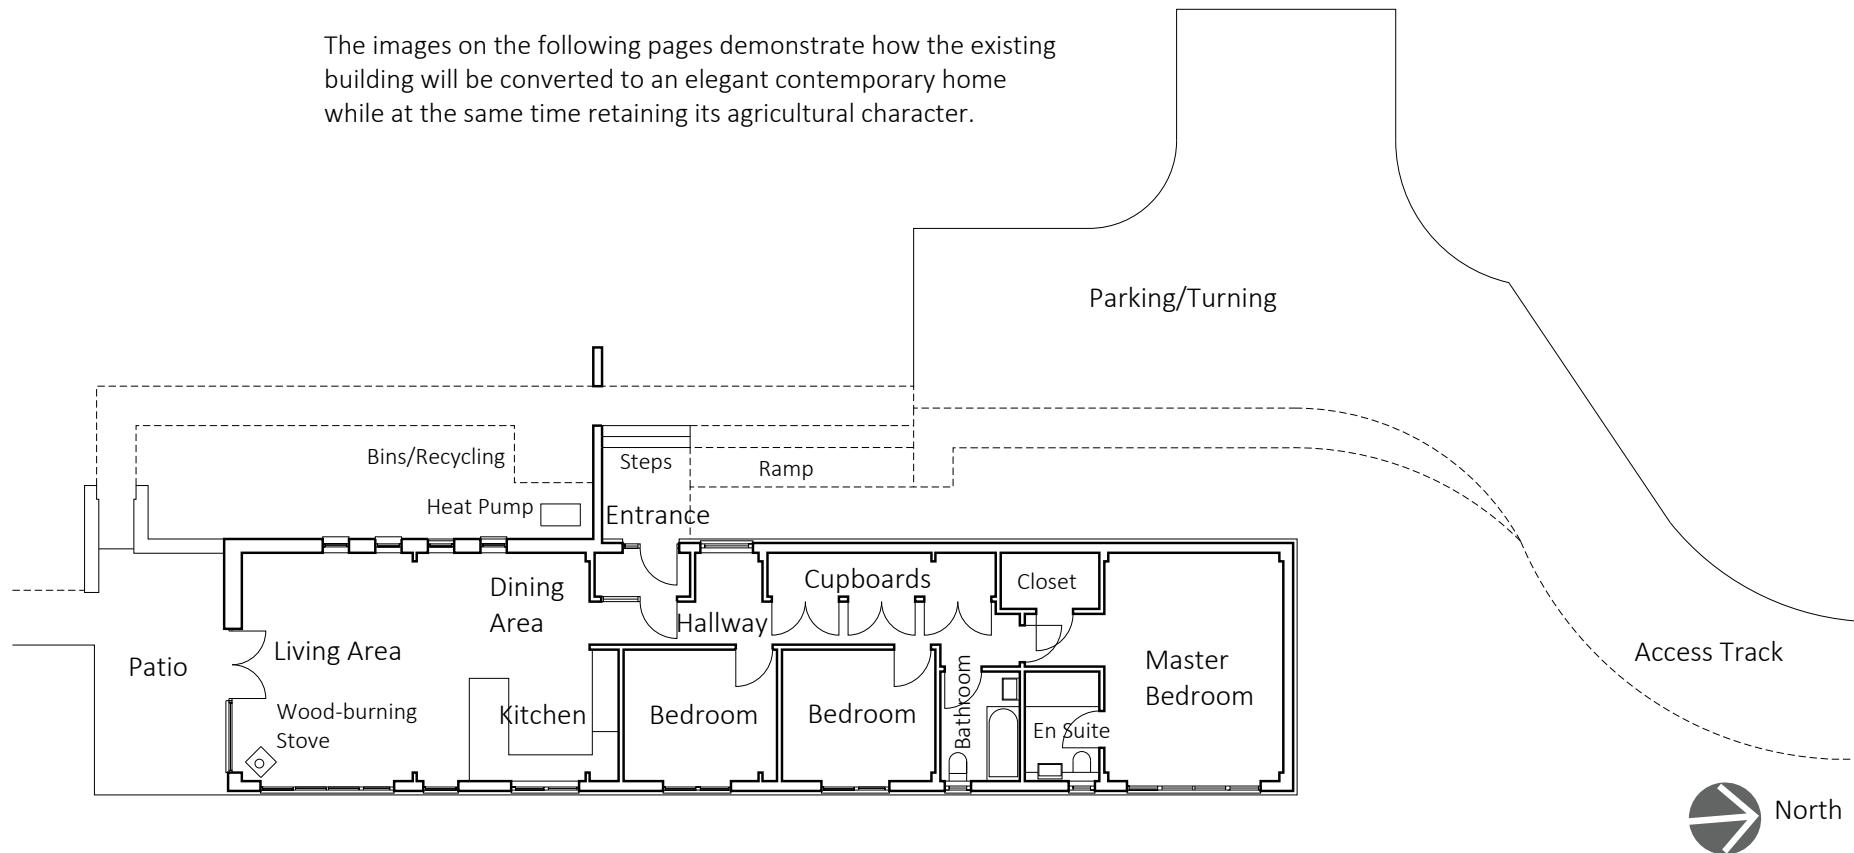 The images on the following pages demonstrate how the existing
building will be converted to an elegant contemporary home
while at the same time retaining its agricultural character.
Parking/Turning
Bins/Recycling
Steps
Ramp
Heat Pump
Entrance
Dining
Area
Cupboards
Closet
Hallway
Living Area
Patio
Master
Bedroom
Access Track
Wood-burning
Stove
Kitchen
Bedroom
Bedroom
Bathroom
En Suite
North